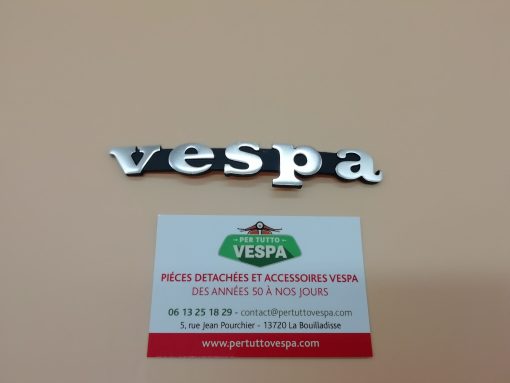 vespa
PER TUTTO
VESPA
PIÉCES DETACHÉES ET ACCESSOIRES VESPA
DES ANNÉES 50 À NOS JOURS
06 13 25 18 29 - contact@pertuttovespa.com
5, rue Jean Pourchier - 13720 La Bouilladisse
www.pertuttovespa.com